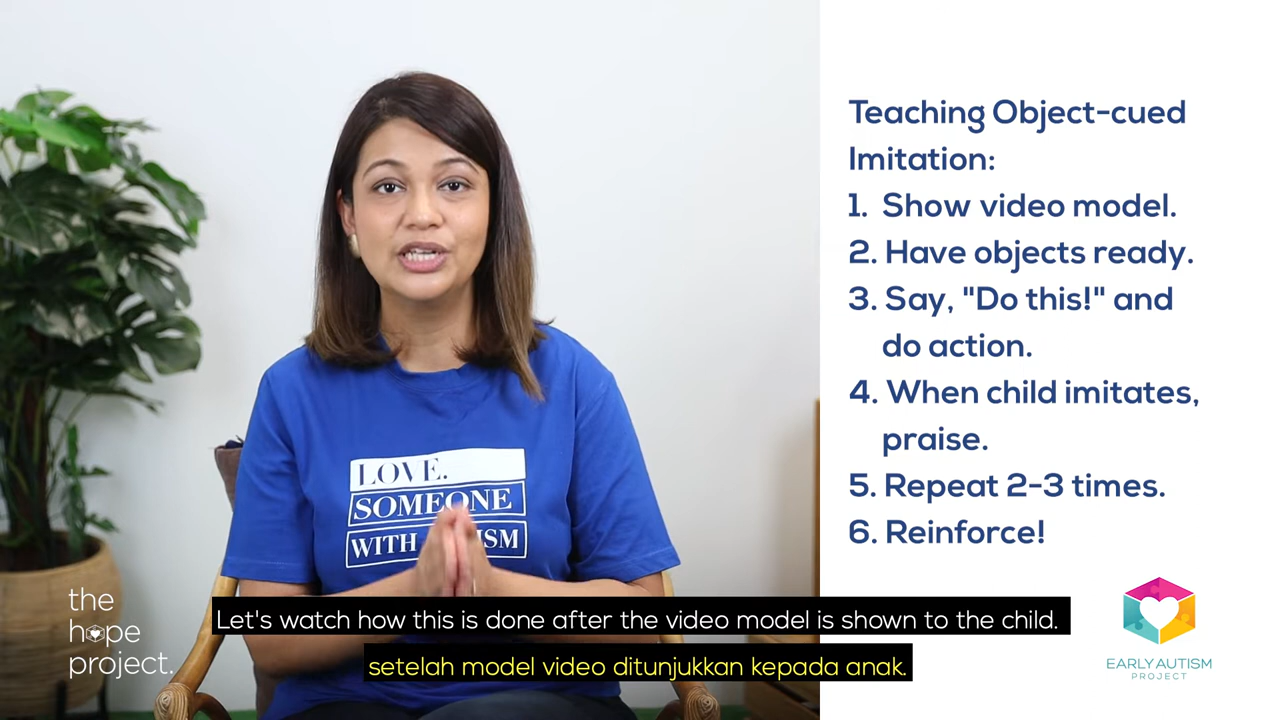 Teaching Object-cued
Imitation:
1. Show video model.
2. Have objects ready.
3. Say, "Do this!" and
do action.
4. When child imitates,
praise.
5. Repeat 2-3 times.
6. Reinforce!
LOVE.
SOMEONE
WITH
the
hope
project.
Let's watch how this is done after the video model is shown to the child.
setelah model video ditunjukkan kepada anak.
EARLY AUTISM
PROJECT